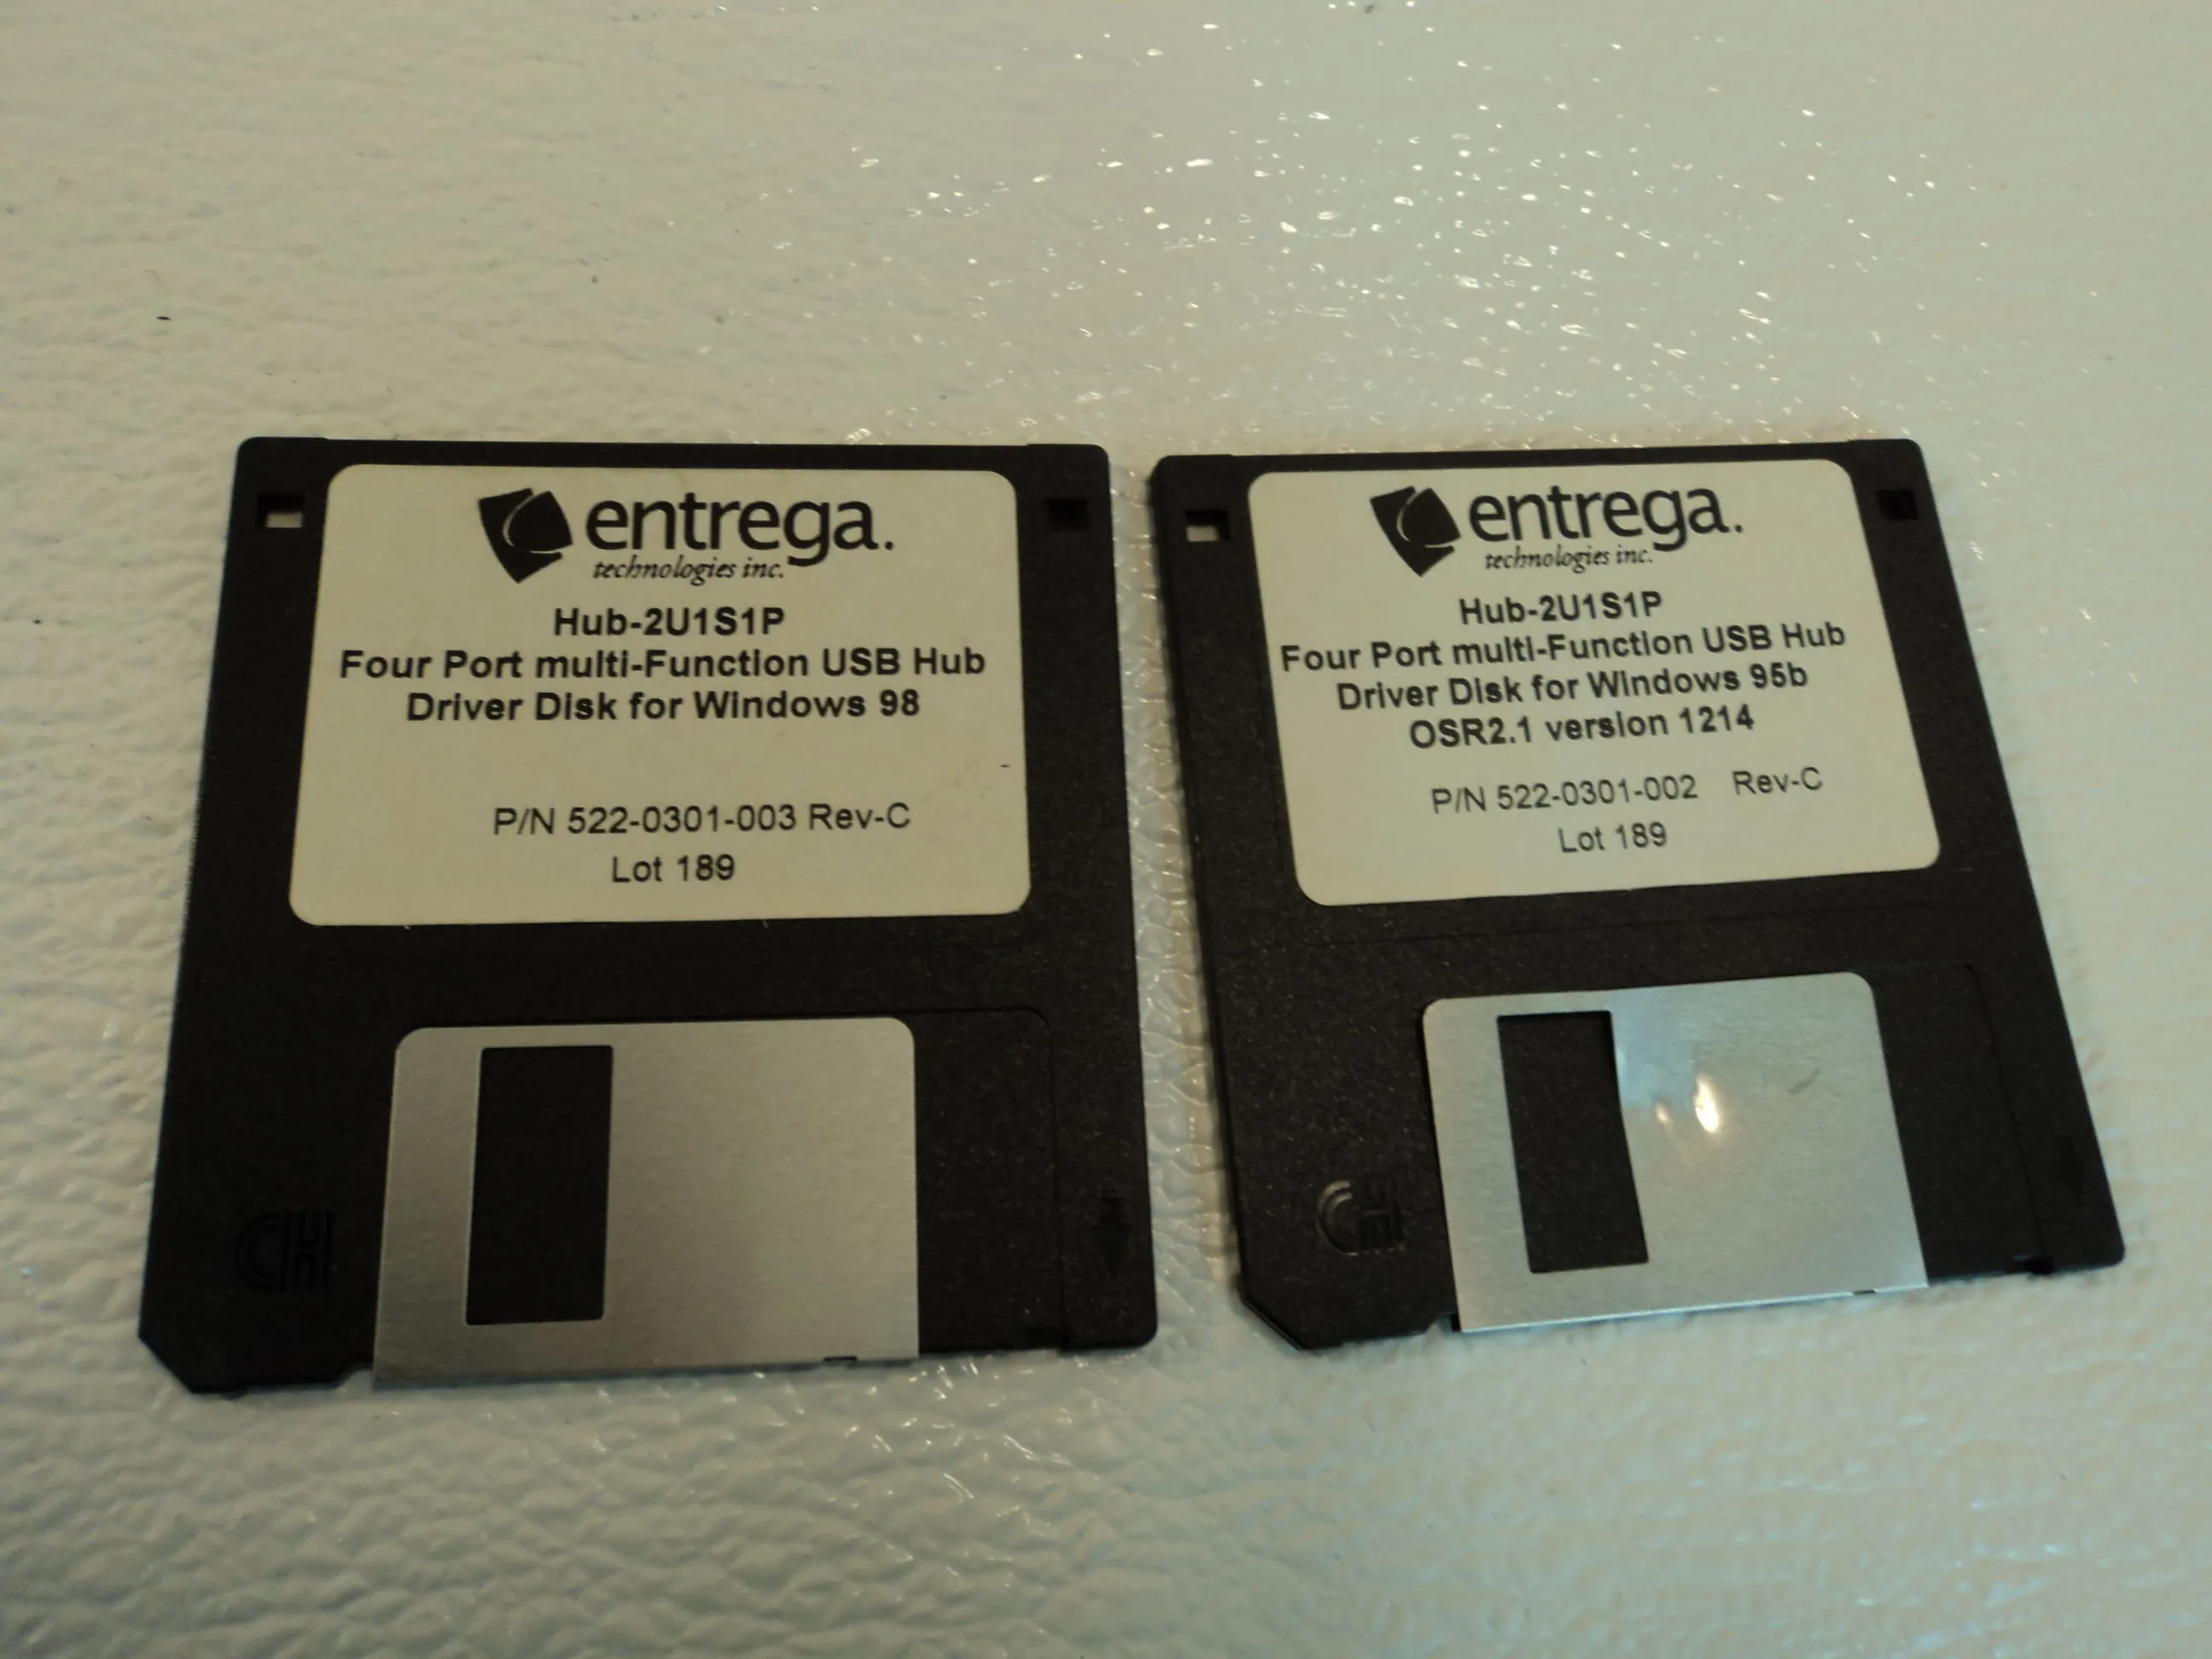 entrega.
technologies inc.
Hub-2U1S1P
Four Port multi-Function USB Hub
Driver Disk for Windows 98
P/N 522-0301-003 Rev-C
Lot 189
CH
entrega.
technologies inc.
Hub-2U1S1P
Four Port multi-Function USB Hub
Driver Disk for Windows 95b
OSR2.1 version 1214
P/N 522-0301-002 Rev-C
Lot 189
CH